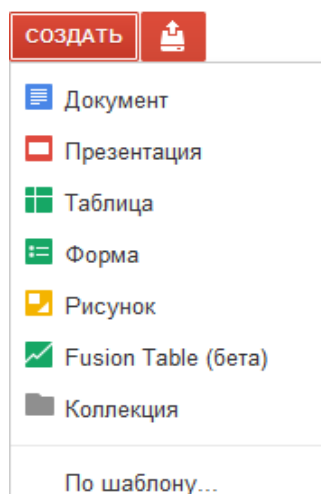 СОЗДАТЬ
Документ
Презентация
Таблица
Форма
Рисунок
Fusion Table (бета)
Коллекция
По шаблону...